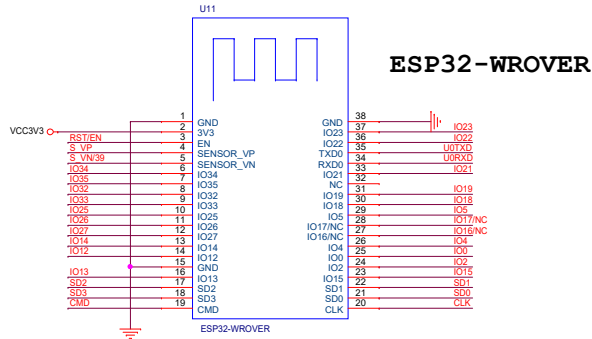 U11
ESP32-WROVER
1 GND GND 38
VCC3V3 2 3V3 IO23 37 IO23
RST/EN 3 EN IO22 36 IO22
S_VP 4 SENSOR_VP TXD0 35 U0TXD
S_VN/39 5 SENSOR_VN RXD0 34 U0RXD
IO34 6 IO34 IO21 33 IO21
IO35 7 IO35 NC 32
IO32 8 IO32 IO19 31 IO19
IO33 9 IO33 IO18 30 IO18
IO25 10 IO25 IO5 29 IO5
IO26 11 IO26 IO17/NC 28 IO17/NC
IO27 12 IO27 IO16/NC 27 IO16/NC
IO14 13 IO14 IO4 26 IO4
IO12 14 IO12 IO0 25 IO0
15 GND IO2 24 IO2
IO13 16 IO13 IO15 23 IO15
SD2 17 SD2 SD1 22 SD1
SD3 18 SD3 SD0 21 SD0
CMD 19 CMD CLK 20 CLK
ESP32-WROVER